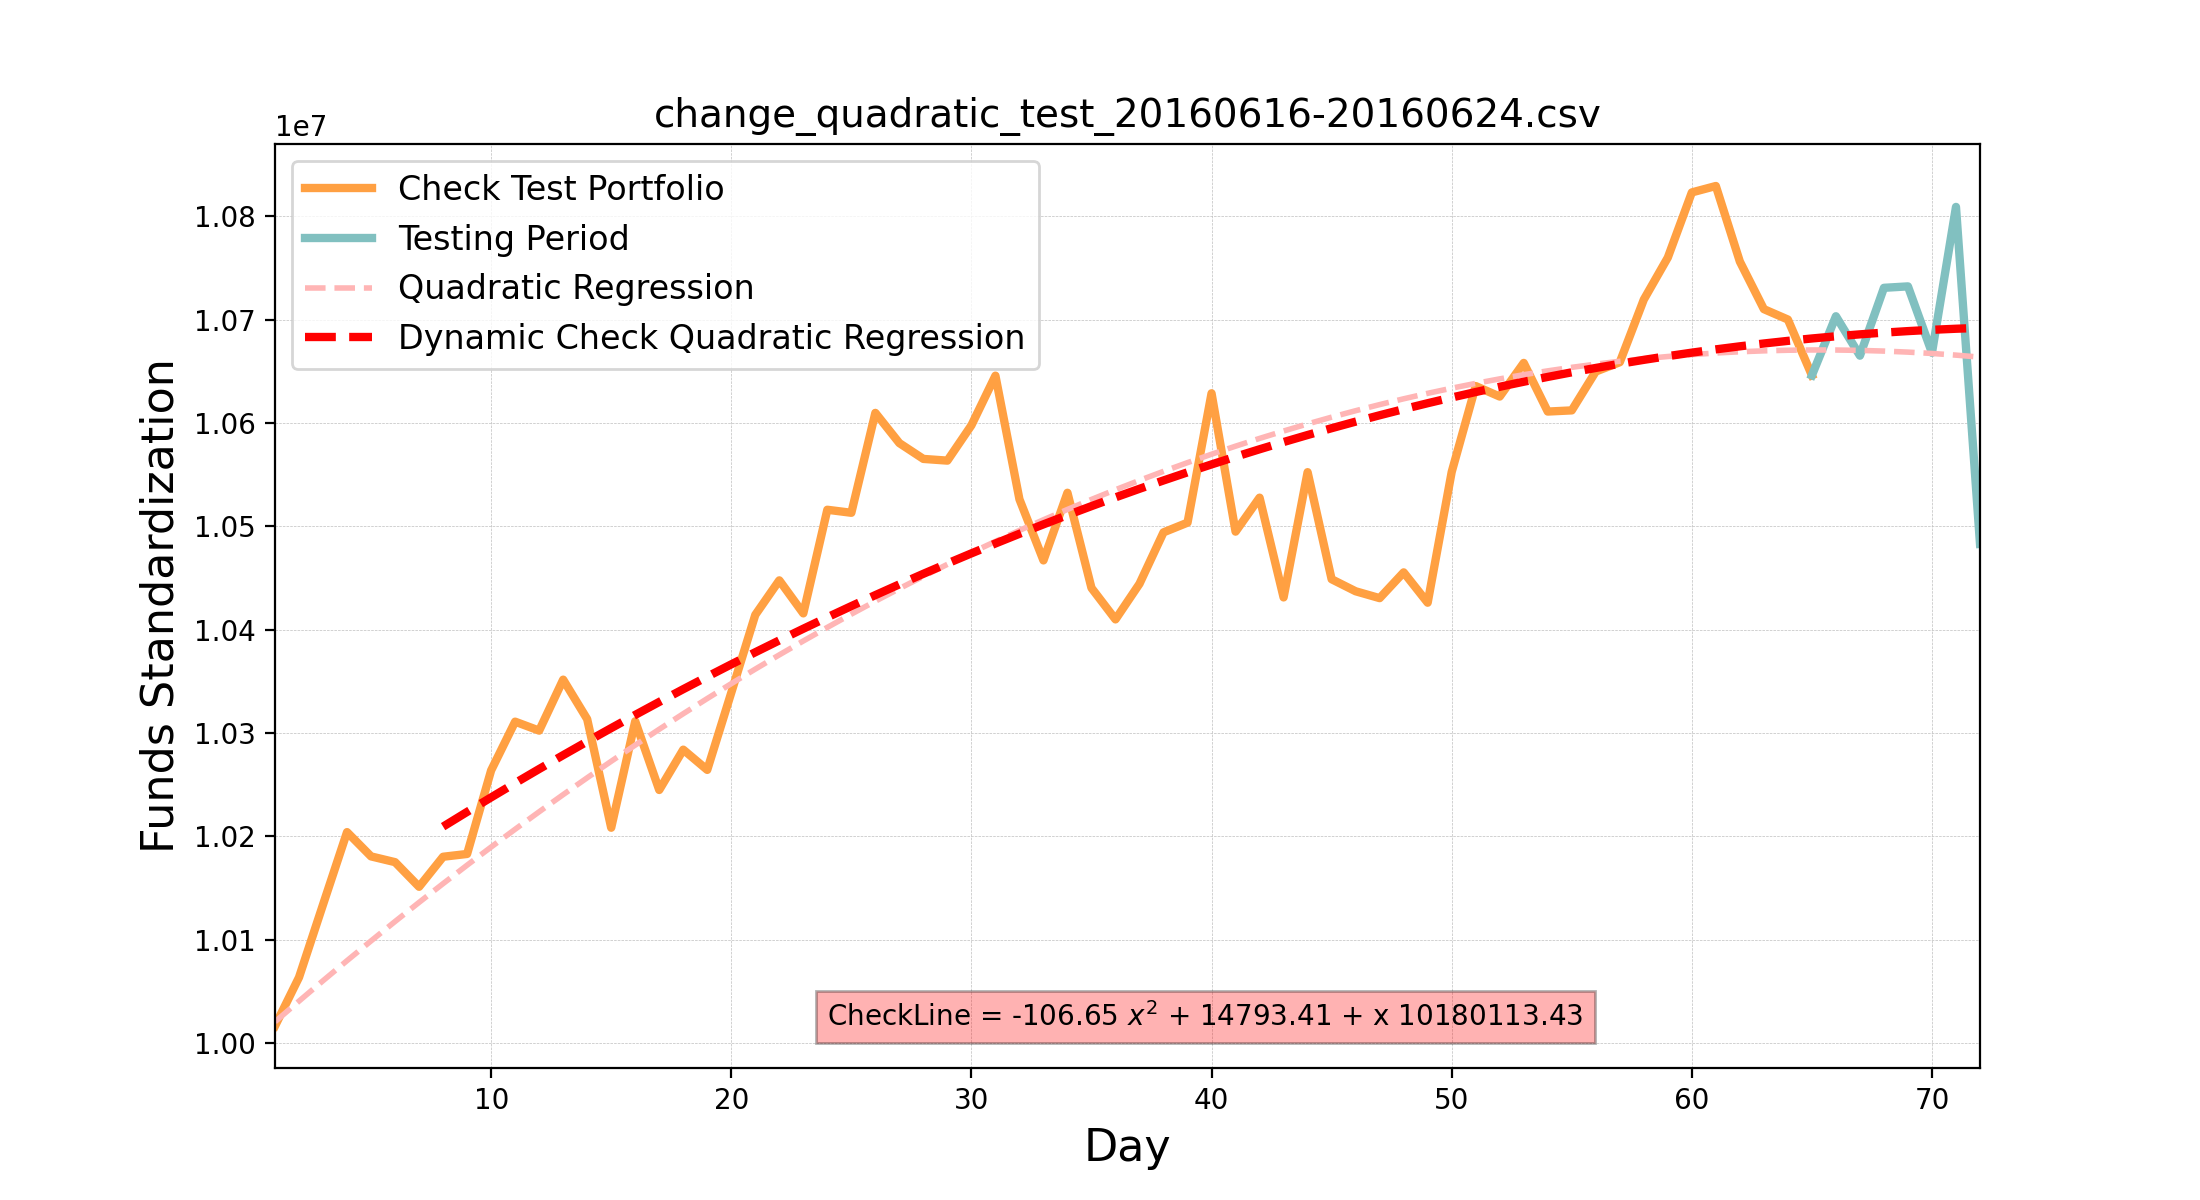 change_quadratic_test_20160616-20160624.csv
1e7
Check Test Portfolio
Testing Period
Quadratic Regression
Dynamic Check Quadratic Regression
1.08
1.07
1.06
1.05
1.04
1.03
1.02
1.01
1.00
Funds Standardization
CheckLine = -106.65 x² + 14793.41 + x 10180113.43
10 20 30 40 50 60 70
Day